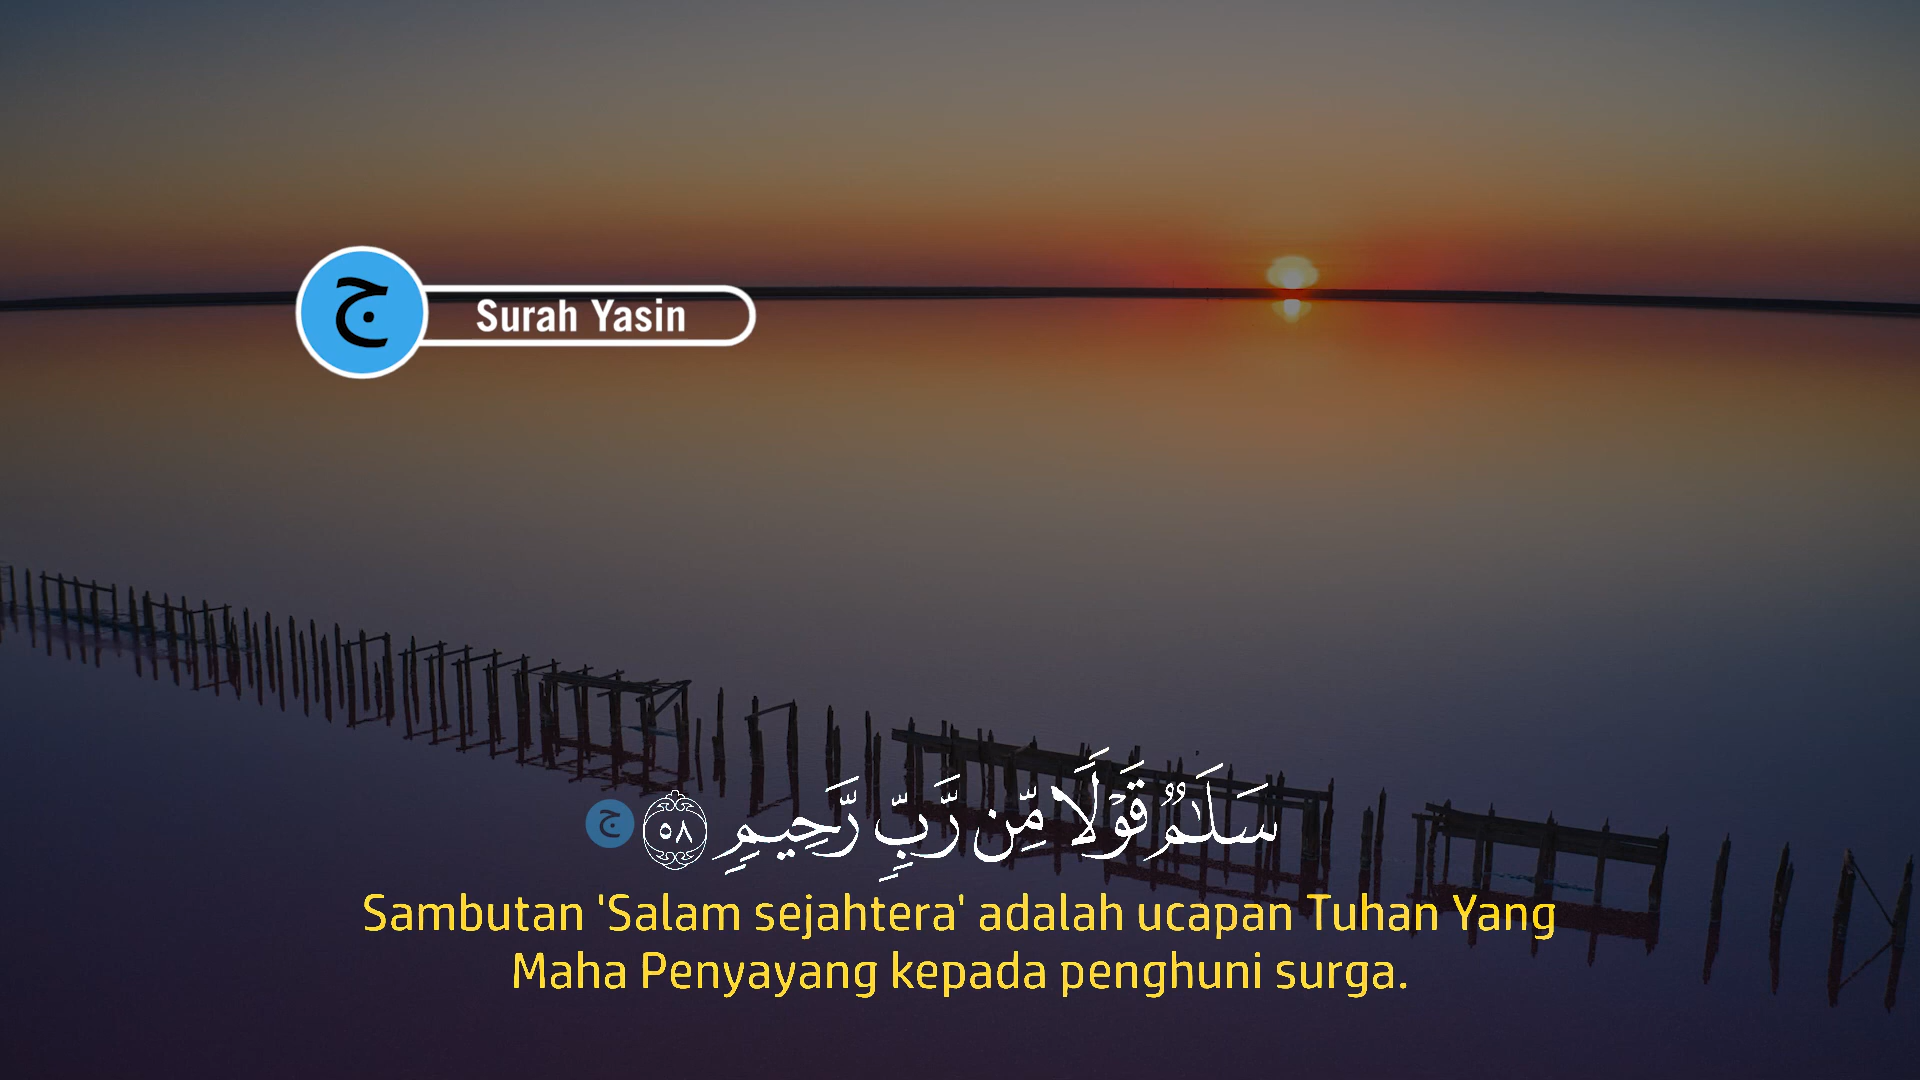 ج
Surah Yasin
سَلَٰمٌ قَوْلًا مِّن رَّبٍّ رَّحِيمٍ ٥٨ ج
Sambutan 'Salam sejahtera' adalah ucapan Tuhan Yang
Maha Penyayang kepada penghuni surga.